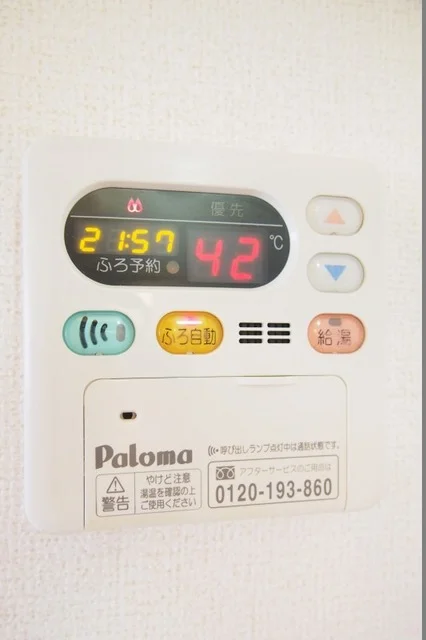 優先
21:57
42 ℃
ふろ予約
ふろ自動
給湯
Paloma
呼び出しランプ点灯中は通話状態です。
警告
やけど注意
湯温を確認の上
ご使用ください
アフターサービスのご用命は
0120-193-860